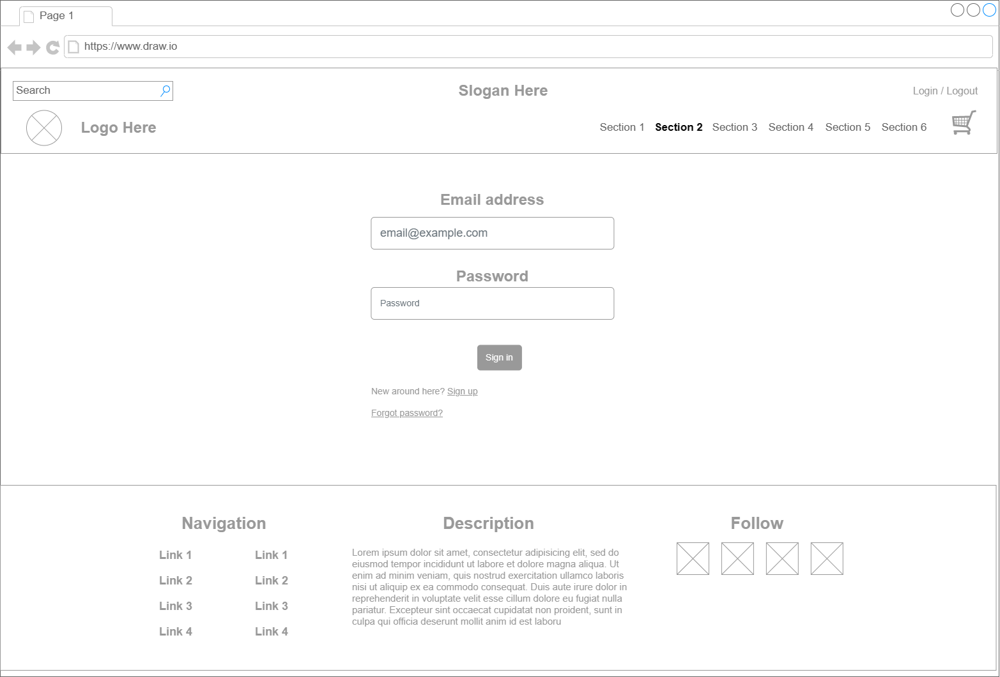 Page 1
https://www.draw.io
Search
Slogan Here
Login / Logout
Logo Here
Section 1 Section 2 Section 3 Section 4 Section 5 Section 6
Email address
email@example.com
Password
Password
Sign in
New around here? Sign up
Forgot password?
Navigation
Link 1 Link 1
Link 2 Link 2
Link 3 Link 3
Link 4 Link 4
Description
Lorem ipsum dolor sit amet, consectetur adipisicing elit, sed do
eiusmod tempor incididunt ut labore et dolore magna aliqua. Ut
enim ad minim veniam, quis nostrud exercitation ullamco laboris
nisi ut aliquip ex ea commodo consequat. Duis aute irure dolor in
reprehenderit in voluptate velit esse cillum dolore eu fugiat nulla
pariatur. Excepteur sint occaecat cupidatat non proident, sunt in
culpa qui officia deserunt mollit anim id est laboru
Follow